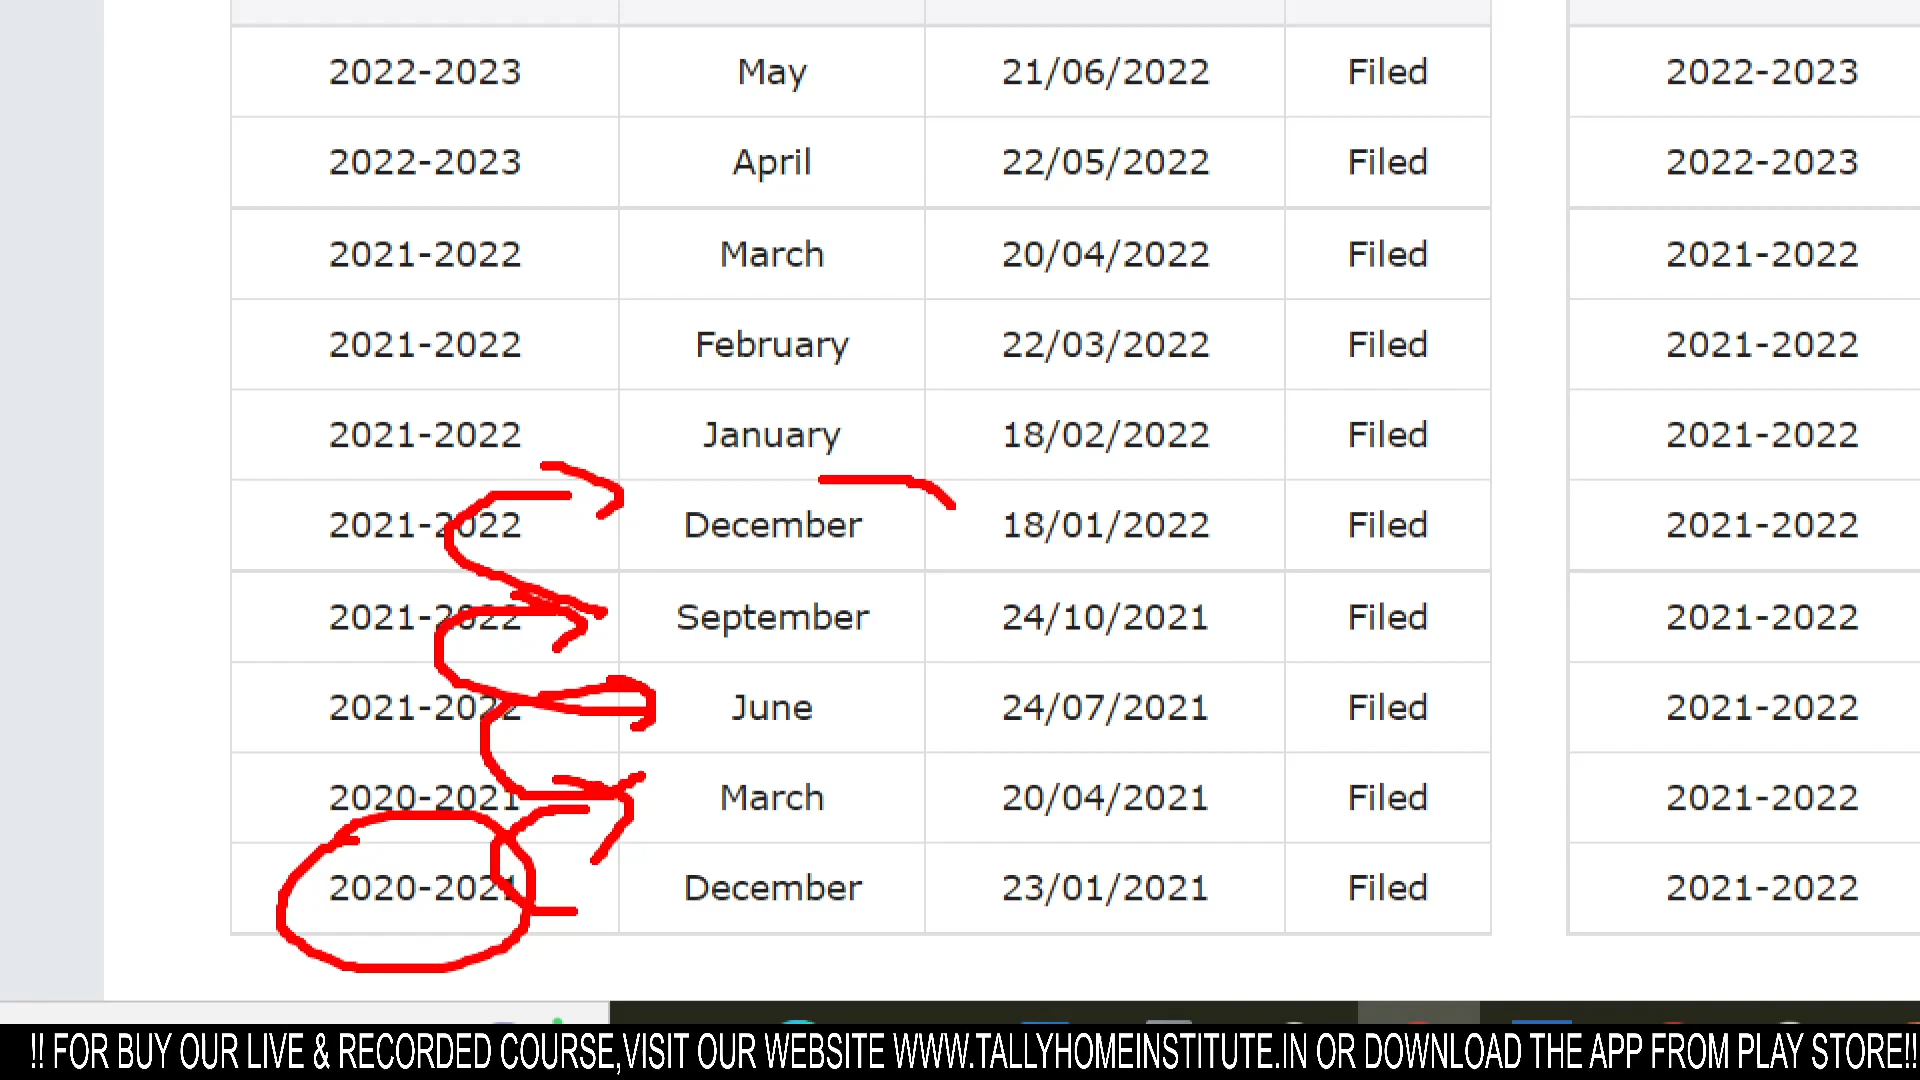 2022-2023 May 21/06/2022 Filed 2022-2023
2022-2023 April 22/05/2022 Filed 2022-2023
2021-2022 March 20/04/2022 Filed 2021-2022
2021-2022 February 22/03/2022 Filed 2021-2022
2021-2022 January 18/02/2022 Filed 2021-2022
2021-2022 December 18/01/2022 Filed 2021-2022
2021-2022 September 24/10/2021 Filed 2021-2022
2021-2022 June 24/07/2021 Filed 2021-2022
2020-2021 March 20/04/2021 Filed 2021-2022
2020-2021 December 23/01/2021 Filed 2021-2022
!! FOR BUY OUR LIVE & RECORDED COURSE,VISIT OUR WEBSITE WWW.TALLYHOMEINSTITUTE.IN OR DOWNLOAD THE APP FROM PLAY STORE!!